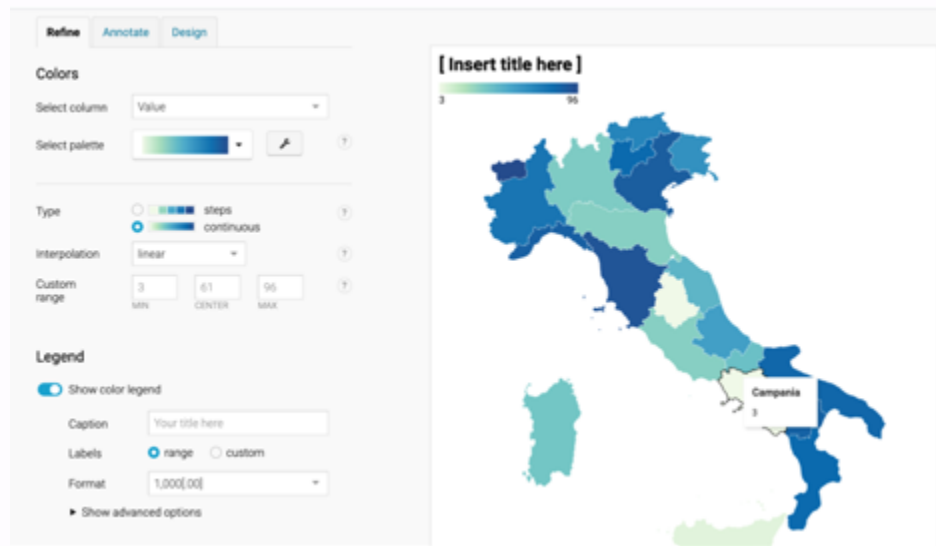 Refine Annotate Design
Colors
Select column Value
Select palette ?
Type steps ?
continuous
Interpolation linear ?
Custom range 3 61 96 ?
MIN CENTER MAX
Legend
Show color legend
Caption Your title here
Labels range custom
Format 1,000[.00]
Show advanced options
[ Insert title here ]
3 96
Campania
3